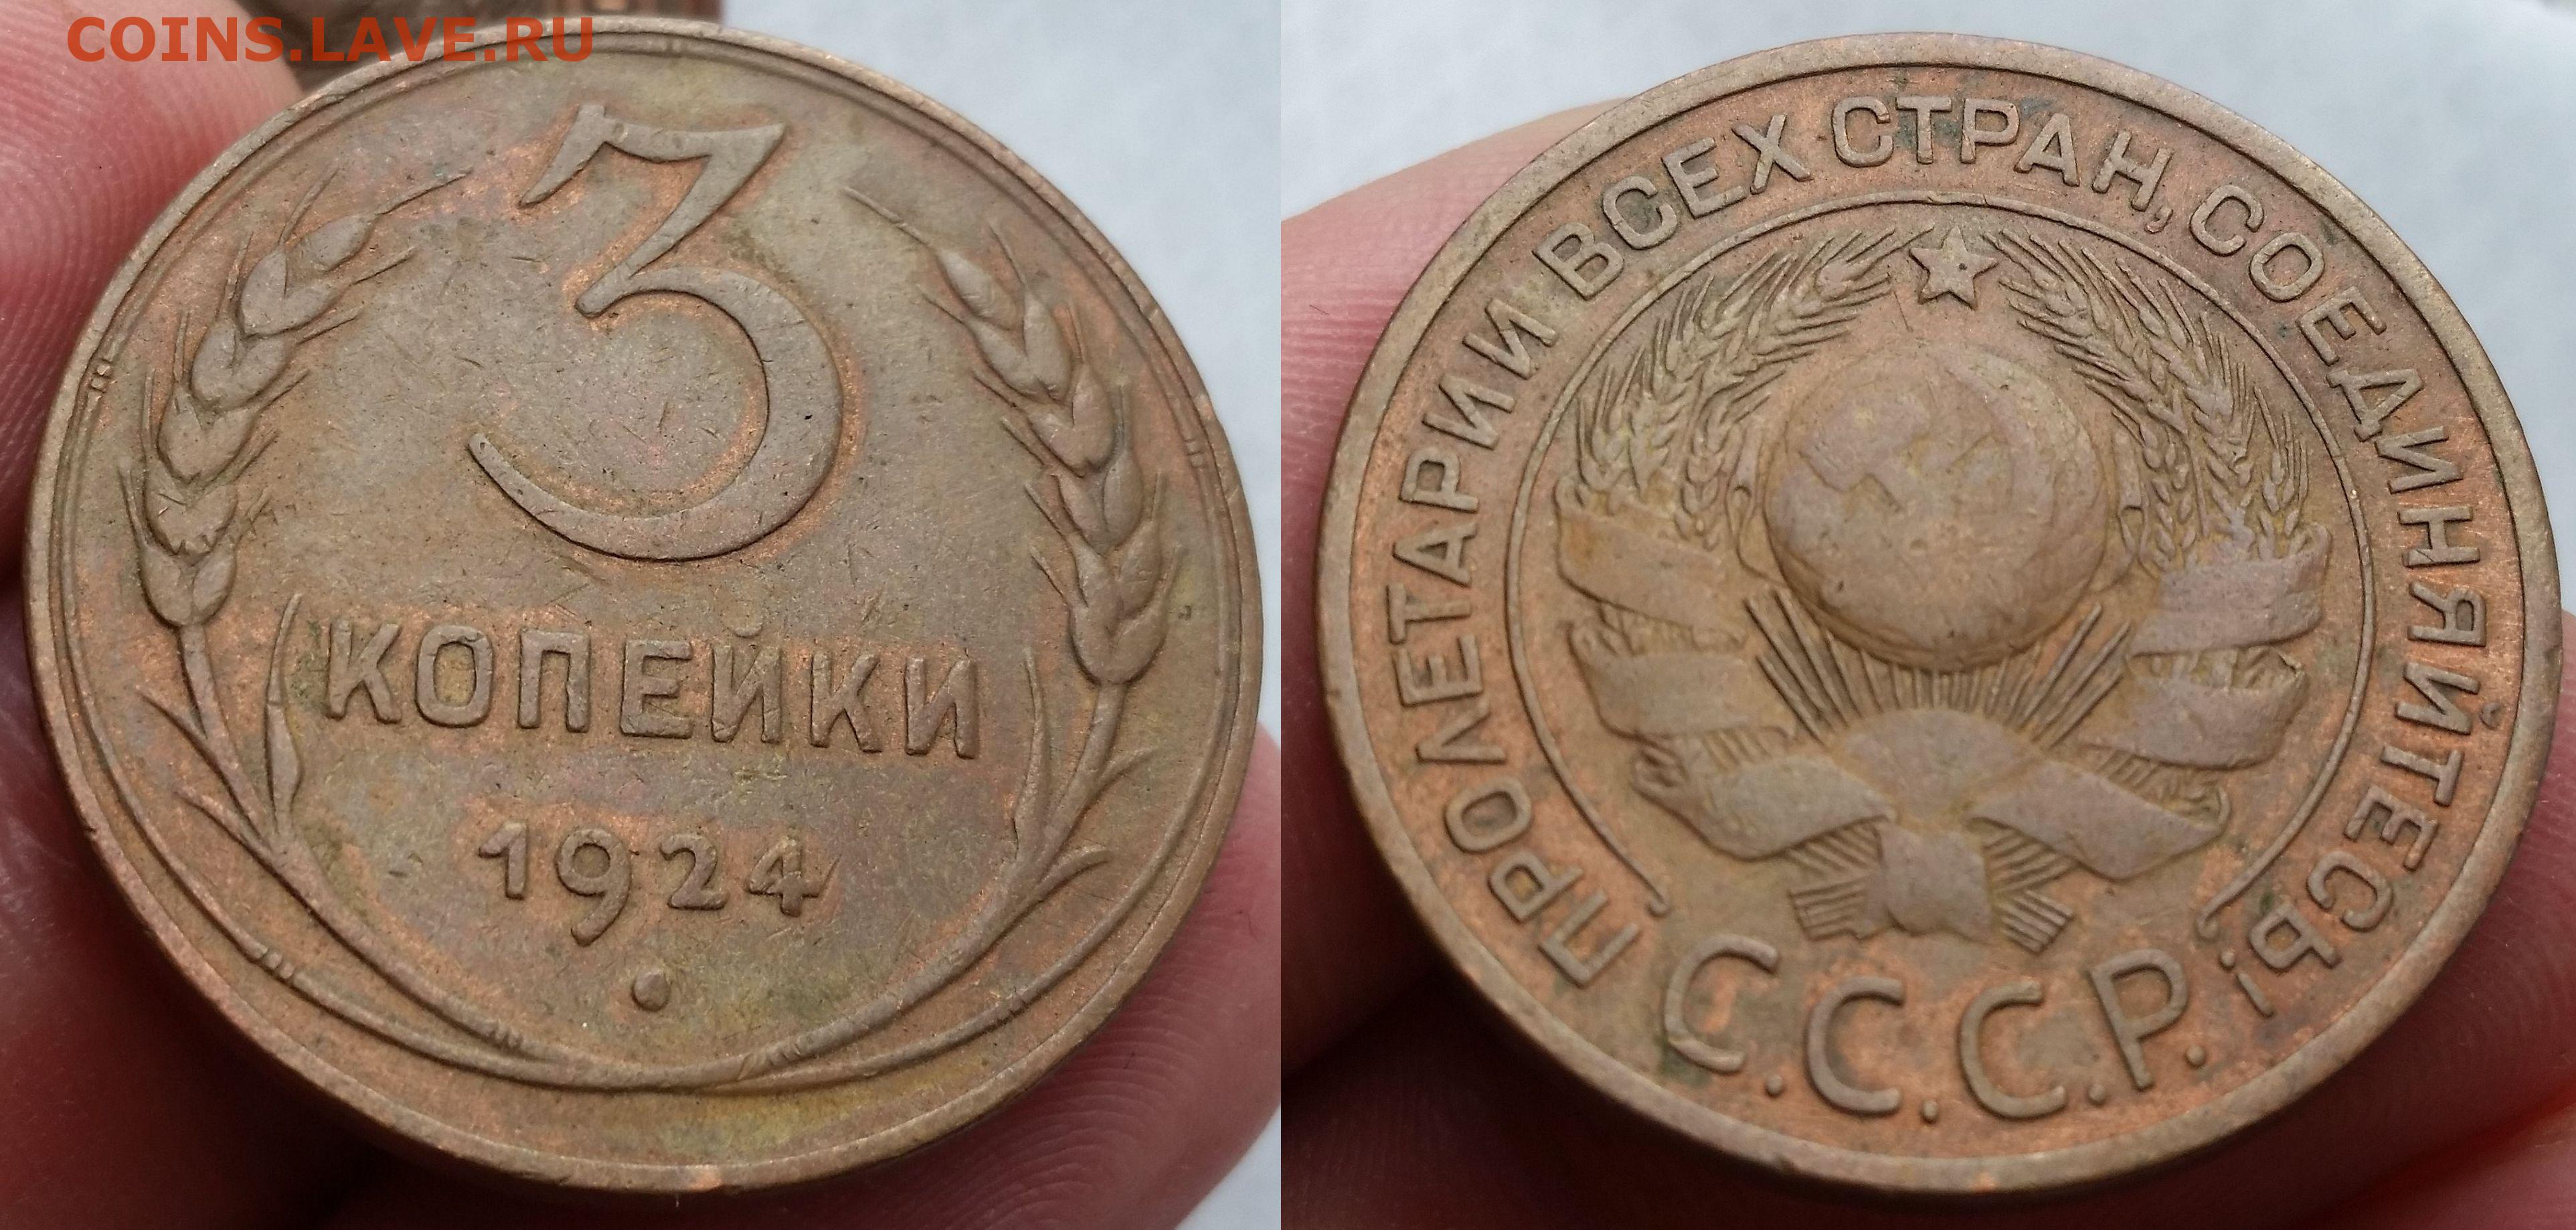 COINS.LAVE.RU
3
КОПЕЙКИ
1924
ПРОЛЕТАРИИ ВСЕХ СТРАН, СОЕДИНЯЙТЕСЬ!
С.С.С.Р.